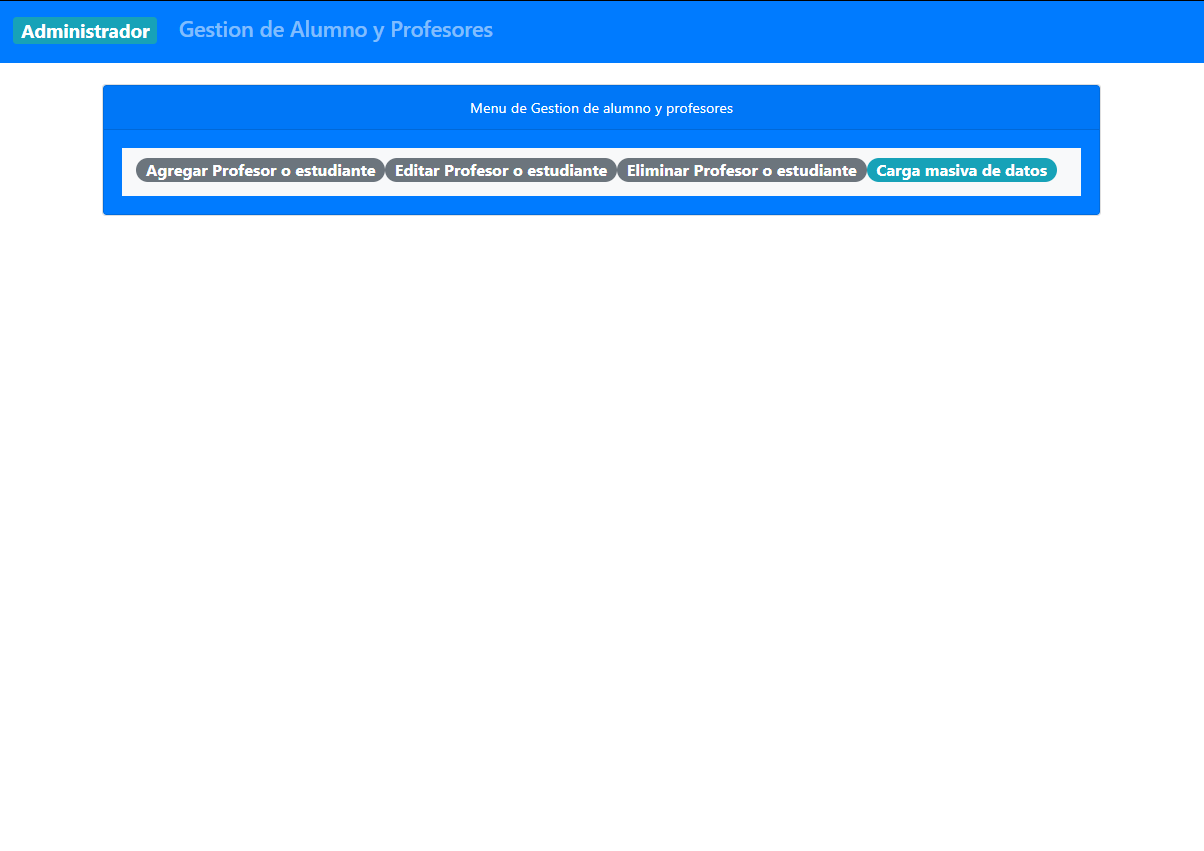 Administrador Gestion de Alumno y Profesores
Menu de Gestion de alumno y profesores
Agregar Profesor o estudiante Editar Profesor o estudiante Eliminar Profesor o estudiante Carga masiva de datos